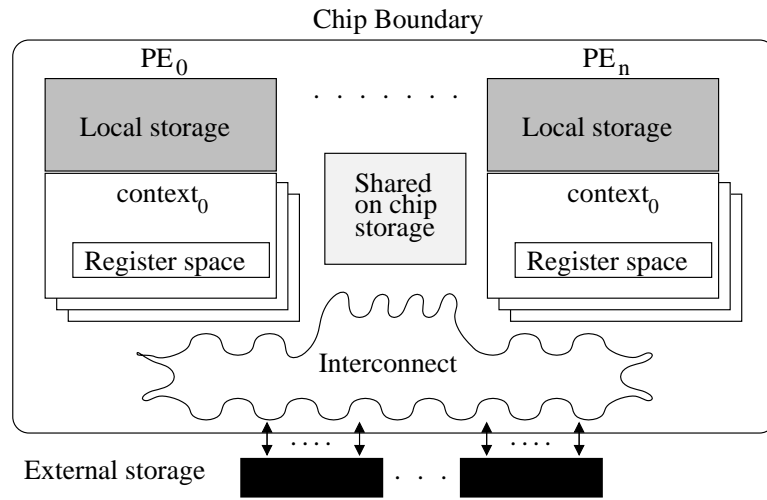 Chip Boundary
PE0
PEn
Local storage
Local storage
context0
context0
Shared
on chip
storage
Register space
Register space
Interconnect
External storage